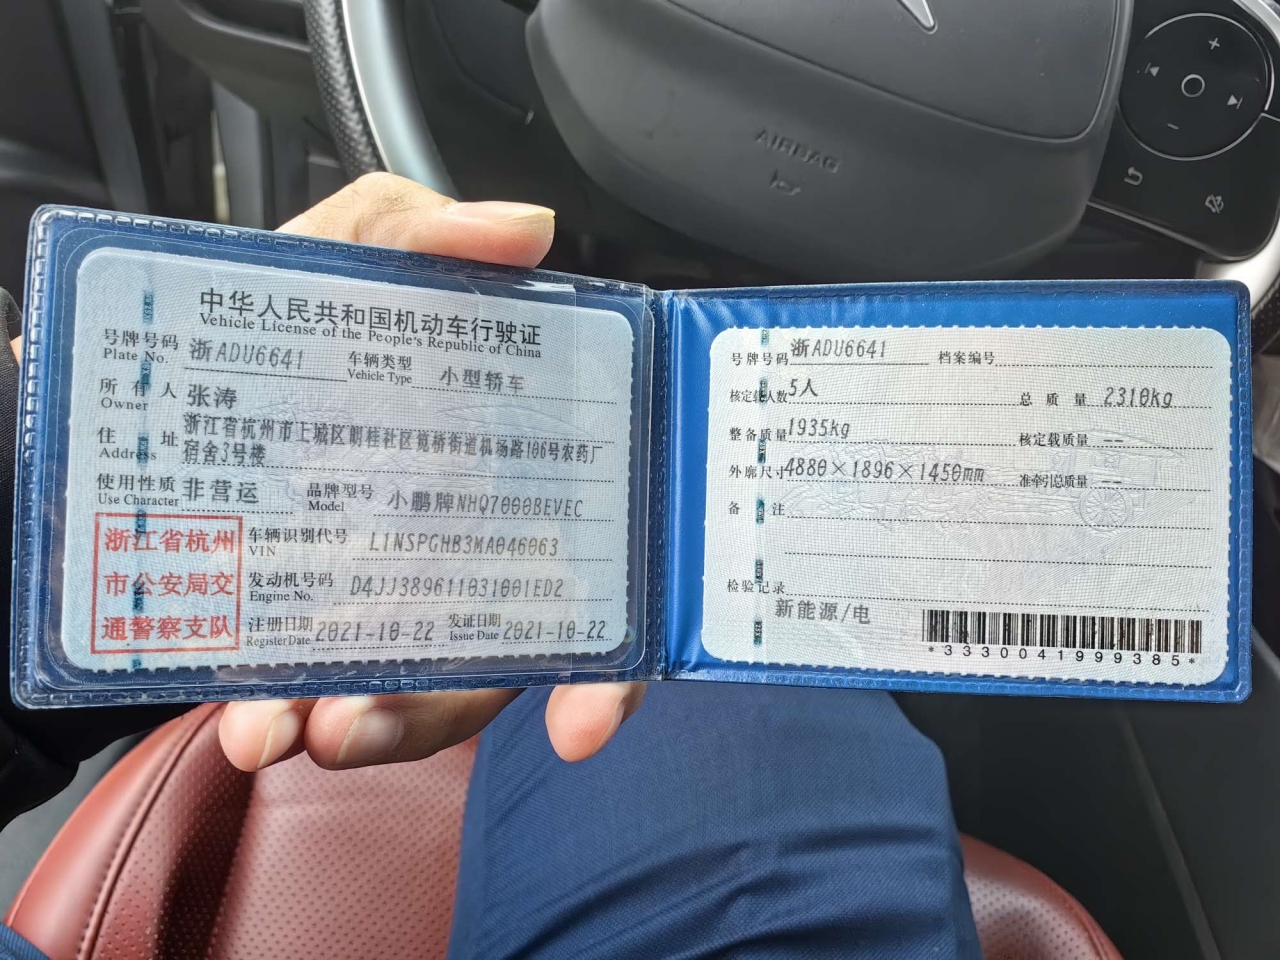 AIRBAG
中华人民共和国机动车行驶证
Vehicle License of the People's Republic of China
号牌号码 浙ADU6641 车辆类型 小型轿车
Plate No. Vehicle Type
所有人 张涛
Owner
住址 浙江省杭州市上城区明桂社区笕桥街道机场路106号农药厂
Address 宿舍3号楼
使用性质 非营运 品牌型号 小鹏牌NHQ7000BEVEC
Use Character Model
浙江省杭州
市公安局交
通警察支队
车辆识别代号 L1NSPGHB3MA046063
VIN
发动机号码 D4JJ389611031001ED2
Engine No.
注册日期 2021-10-22 发证日期 2021-10-22
Register Date Issue Date
号牌号码 浙ADU6641 档案编号
核定载人数 5人 总质量 2310kg
整备质量 1935kg 核定载质量 --
外廓尺寸 4880×1896×1450mm 准牵引总质量 --
备注
检验记录
新能源/电
*3330041999385*